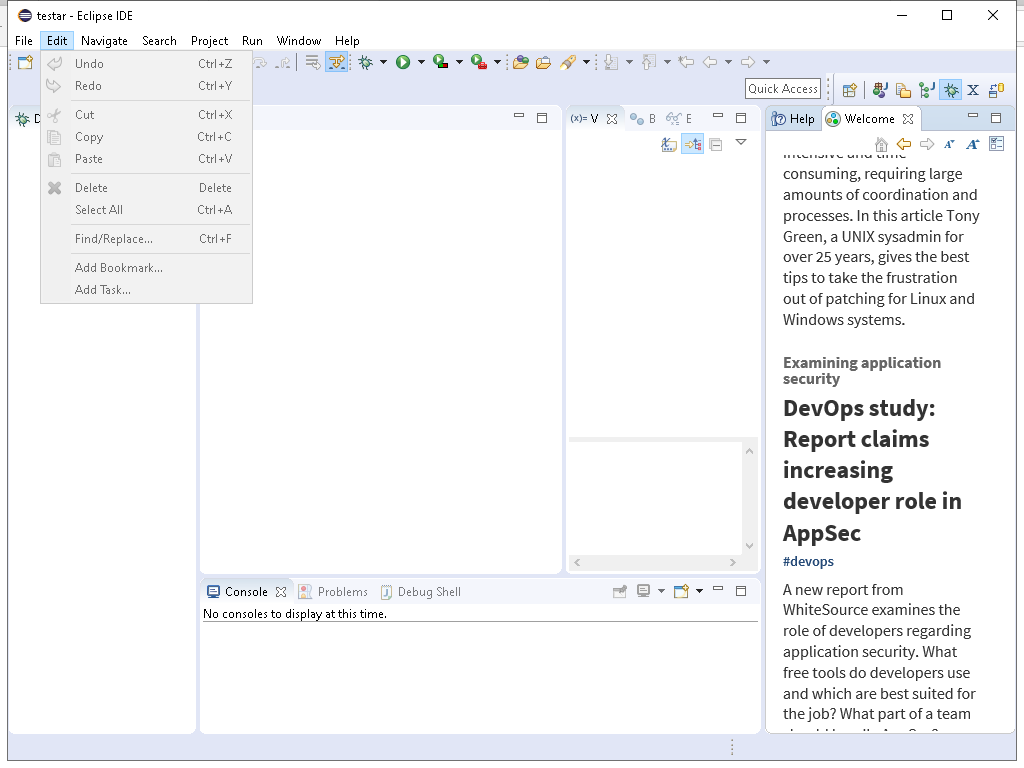 testar - Eclipse IDE
File Edit Navigate Search Project Run Window Help
Undo Ctrl+Z
Redo Ctrl+Y
Cut Ctrl+X
Copy Ctrl+C
Paste Ctrl+V
Delete Delete
Select All Ctrl+A
Find/Replace... Ctrl+F
Add Bookmark...
Add Task...
Quick Access
D
(x)= V
B
E
Help
Welcome
consuming, requiring large
amounts of coordination and
processes. In this article Tony
Green, a UNIX sysadmin for
over 25 years, gives the best
tips to take the frustration
out of patching for Linux and
Windows systems.
Examining application
security
DevOps study:
Report claims
increasing
developer role in
AppSec
#devops
A new report from
WhiteSource examines the
role of developers regarding
application security. What
free tools do developers use
and which are best suited for
the job? What part of a team
Console Problems Debug Shell
No consoles to display at this time.